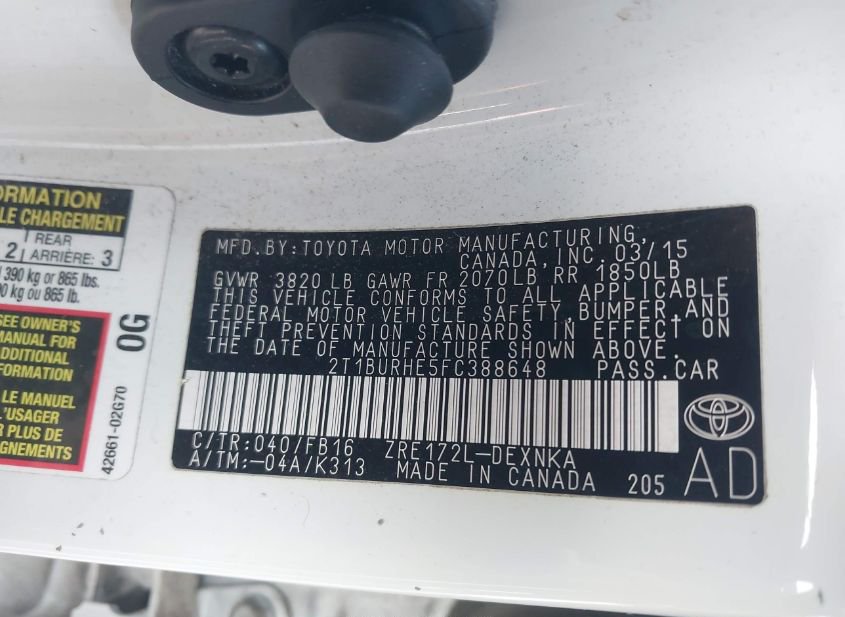 ORMATION
LE CHARGEMENT
2 REAR
ARRIÈRE: 3
390 kg or 865 lbs.
0 kg ou 865 lb.
SEE OWNER'S
MANUAL FOR
ADDITIONAL
FORMATION
LE MANUEL
L'USAGER
R PLUS DE
GNEMENTS
0G
42661-02G70
MFD.BY:TOYOTA MOTOR MANUFACTURING,
CANADA,INC. 03/15
GVWR 3820 LB GAWR FR 2070LB RR 1850LB
THIS VEHICLE CONFORMS TO ALL APPLICABLE
FEDERAL MOTOR VEHICLE SAFETY,BUMPER,AND
THEFT PREVENTION STANDARDS IN EFFECT ON
THE DATE OF MANUFACTURE SHOWN ABOVE.
2T1BURHE5FC388648 PASS.CAR
C/TR:040/FB16 ZRE172L-DEXNKA
A/TM:-04A/K313 MADE IN CANADA 205
AD